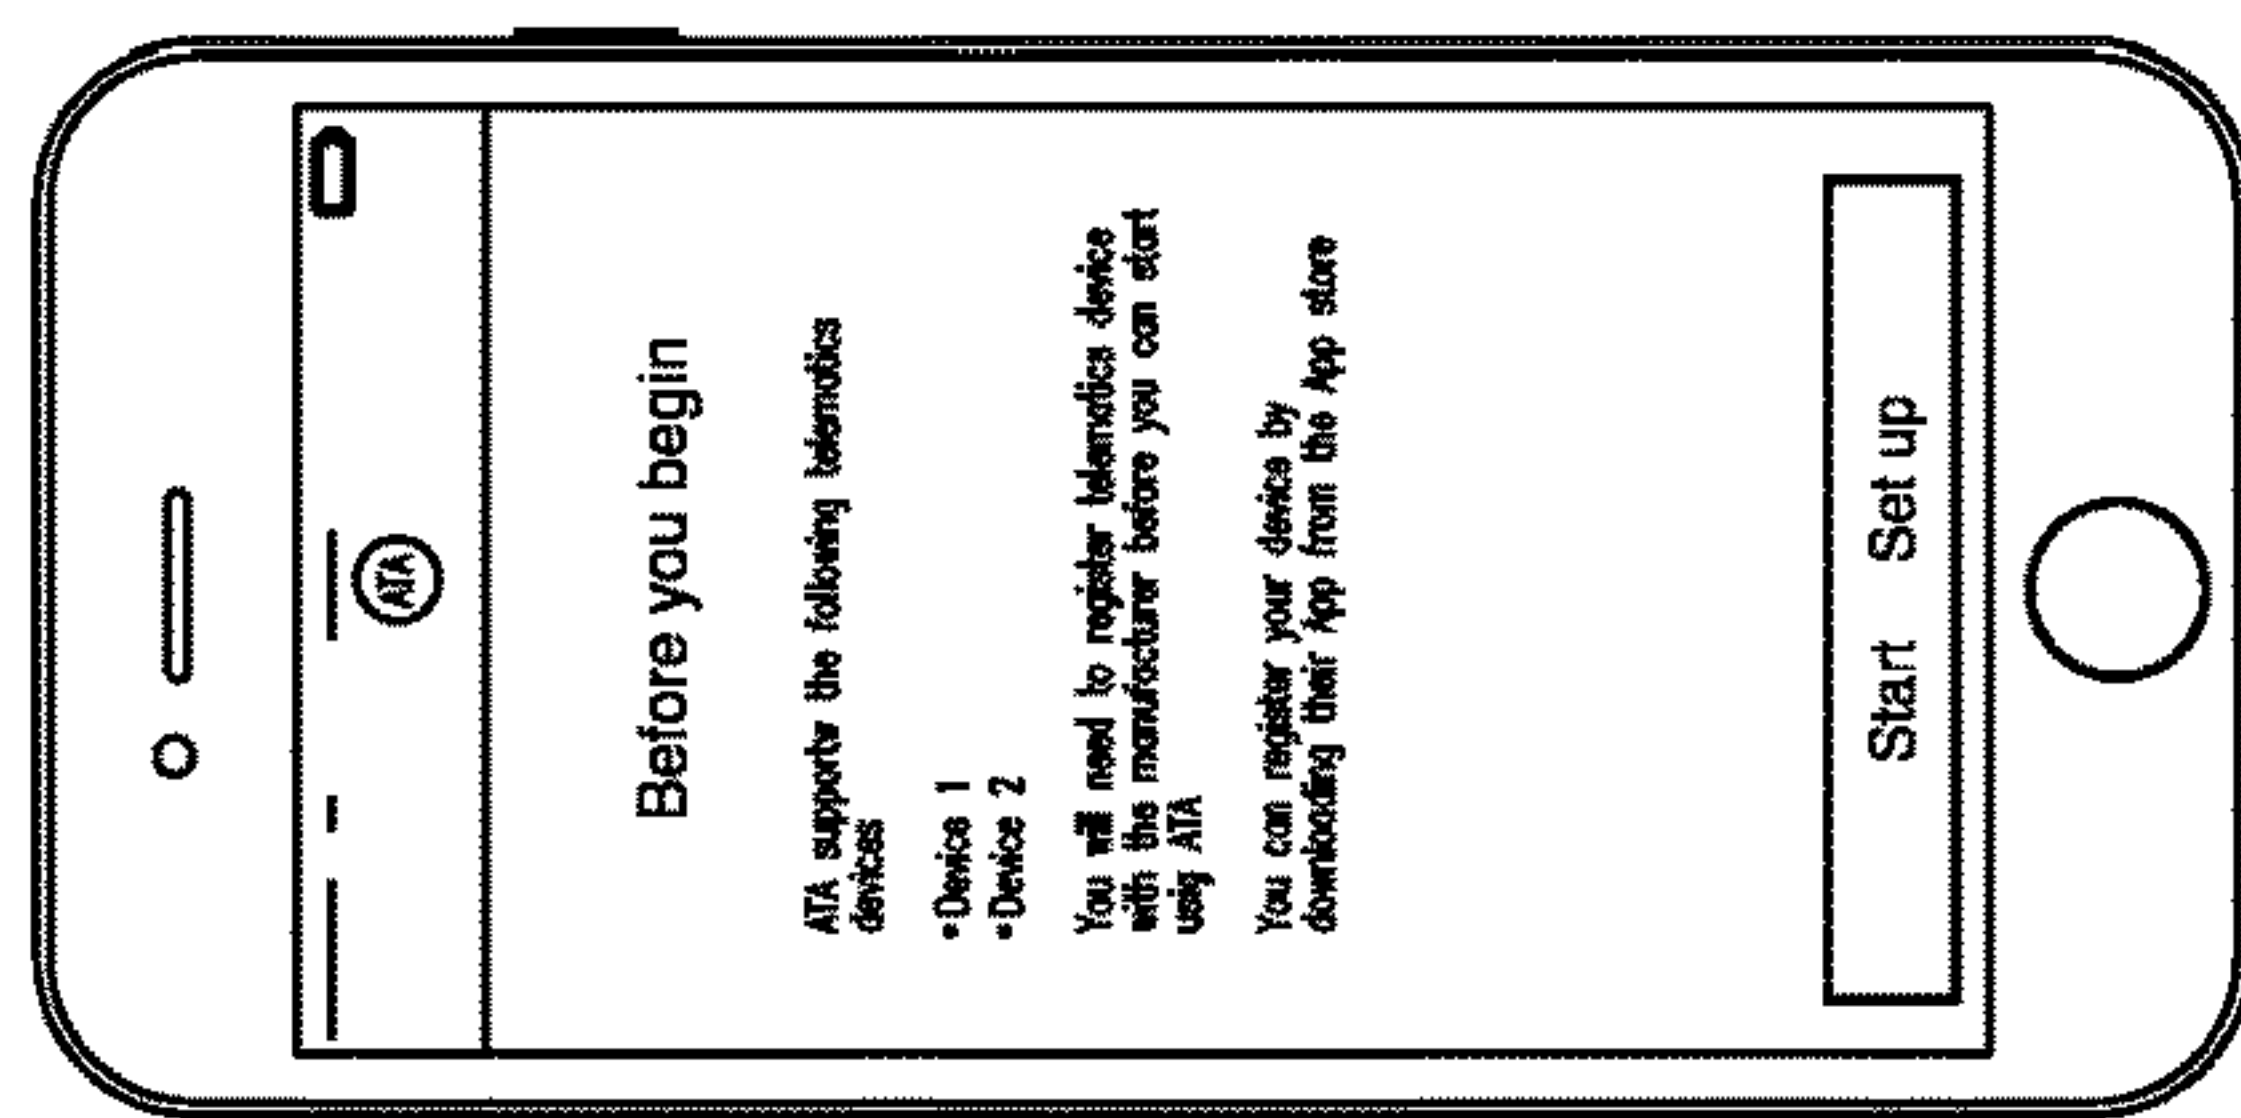 ATA
Before you begin
ATA supportw the following telematics
devices
• Device 1
• Device 2
You will need to register telematics device
with the manufacturer before you can start
usig ATA
You can register your device by
downloading their App from the App store
Start Set up